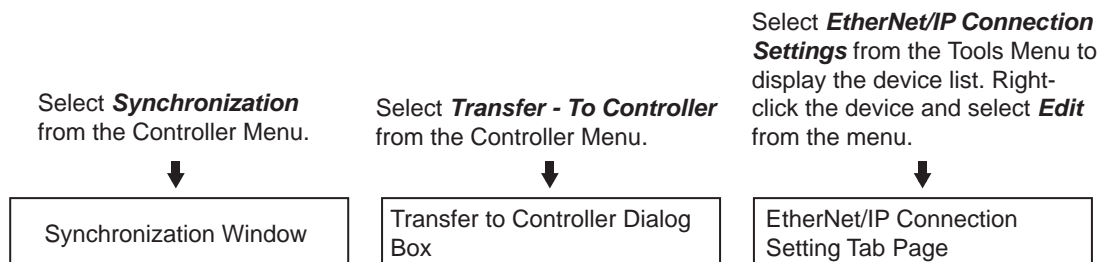 Select Synchronization
from the Controller Menu.
Synchronization Window
Select Transfer - To Controller
from the Controller Menu.
Transfer to Controller Dialog
Box
Select EtherNet/IP Connection
Settings from the Tools Menu to
display the device list. Right-
click the device and select Edit
from the menu.
EtherNet/IP Connection
Setting Tab Page